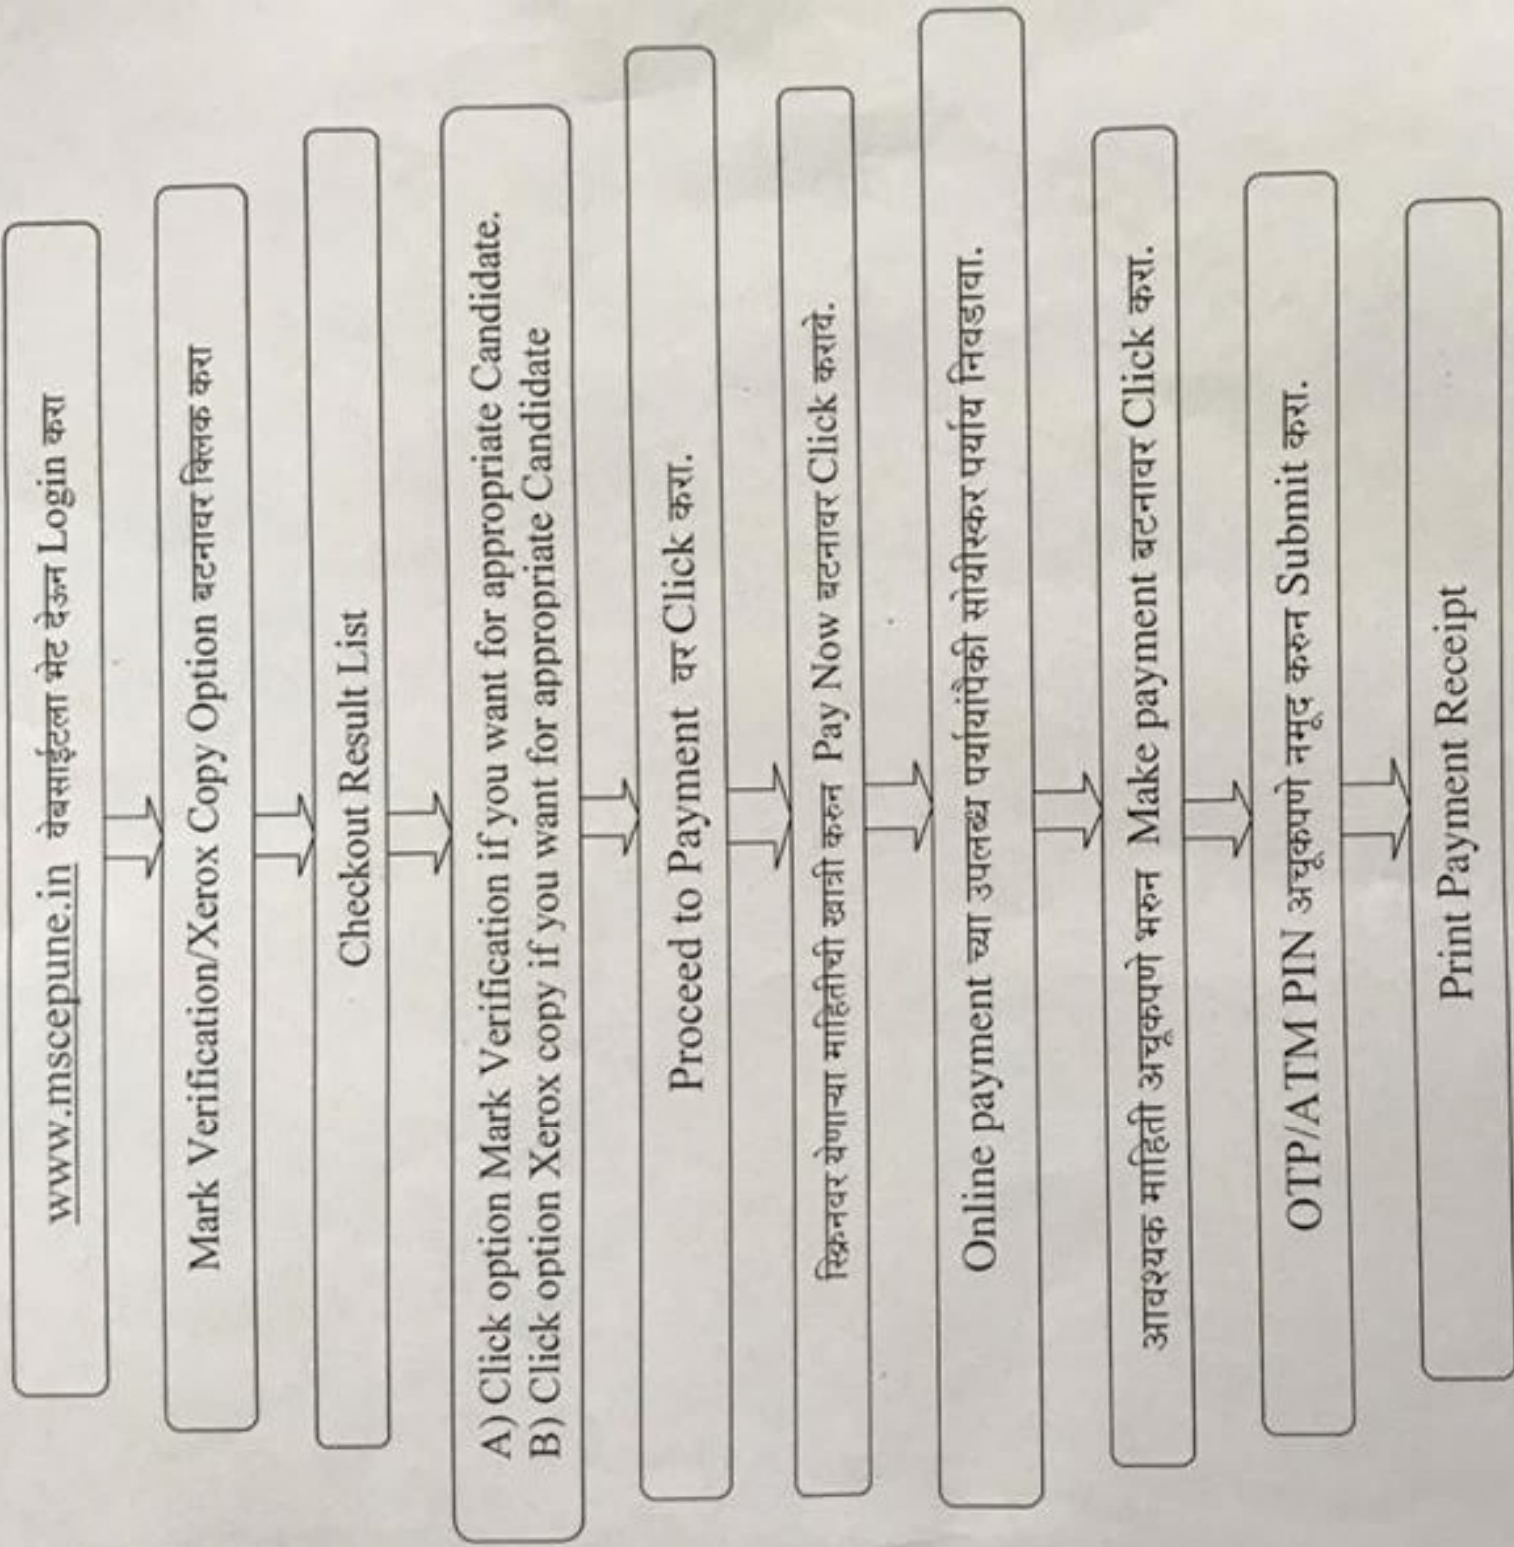 www.mscepune.in वेबसाईटला भेट देऊन Login करा
Mark Verification/Xerox Copy Option बटनावर क्लिक करा
Checkout Result List
A) Click option Mark Verification if you want for appropriate Candidate.
B) Click option Xerox copy if you want for appropriate Candidate
Proceed to Payment वर Click करा.
स्क्रिनवर येणाऱ्या माहितीची खात्री करुन Pay Now बटनावर Click करावे.
Online payment च्या उपलब्ध पर्यायांपैकी सोयीस्कर पर्याय निवडावा.
आवश्यक माहिती अचूकपणे भरुन Make payment बटनावर Click करा.
OTP/ATM PIN अचूकपणे नमुद करुन Submit करा.
Print Payment Receipt